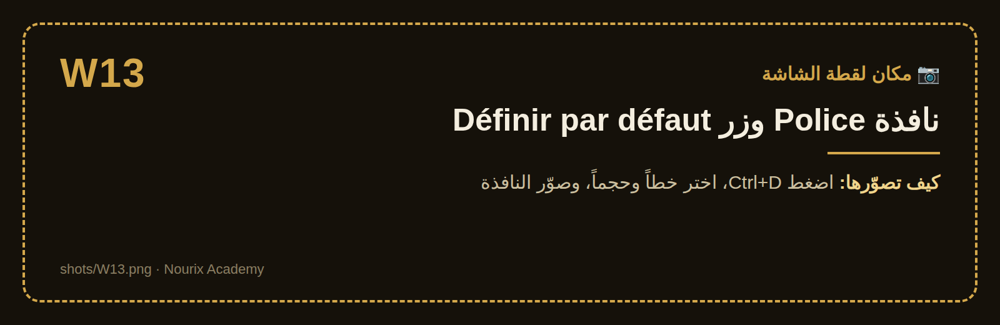 W13
📷 مكان لقطة الشاشة
نافذة Police وزر Définir par défaut
كيف تصوّرها: اضغط Ctrl+D، اختر خطاً وحجماً، وصوّر النافذة
shots/W13.png · Nourix Academy